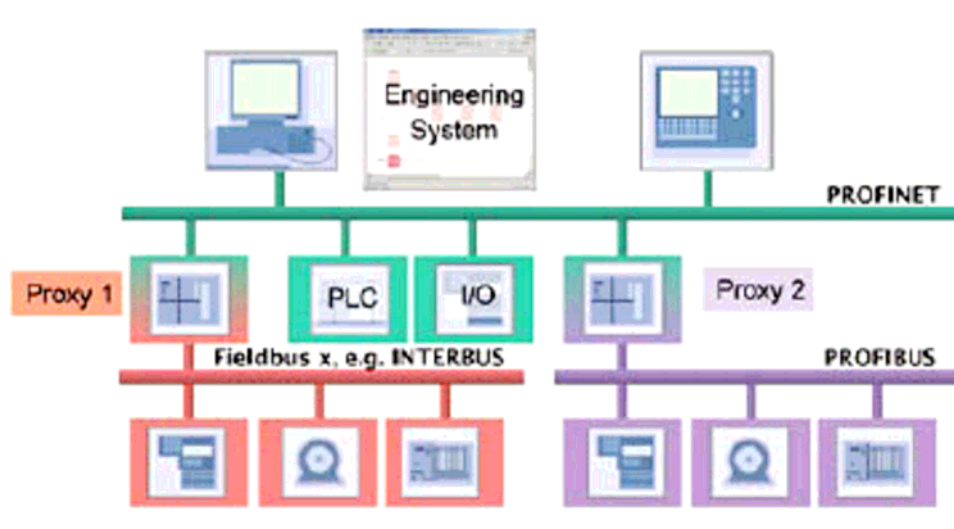 Engineering
System
PROFINET
Proxy 1
PLC
I/O
Proxy 2
Fieldbus x, e.g. INTERBUS
PROFIBUS